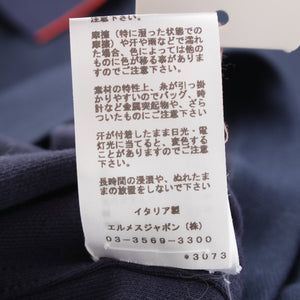 摩擦(特に湿った状態での
摩擦)や汗や雨などで濡れ
た場合、色によっては他の
ものに色が移る事がありま
すのでご注意下さい。
素材の特性上、糸が引っ掛
かりやすいのでバッグ、時
計など金属突起物や、ざら
ついたものにご注意下さい。
汗が付着したまま日光・電
灯光に当てると、変色する
ことがありますのでご注意
下さい。
長時間の浸漬や、ぬれたま
まの放置をしないで下さい
イタリア製
エルメスジャポン(株)
03-3569-3300
*3073